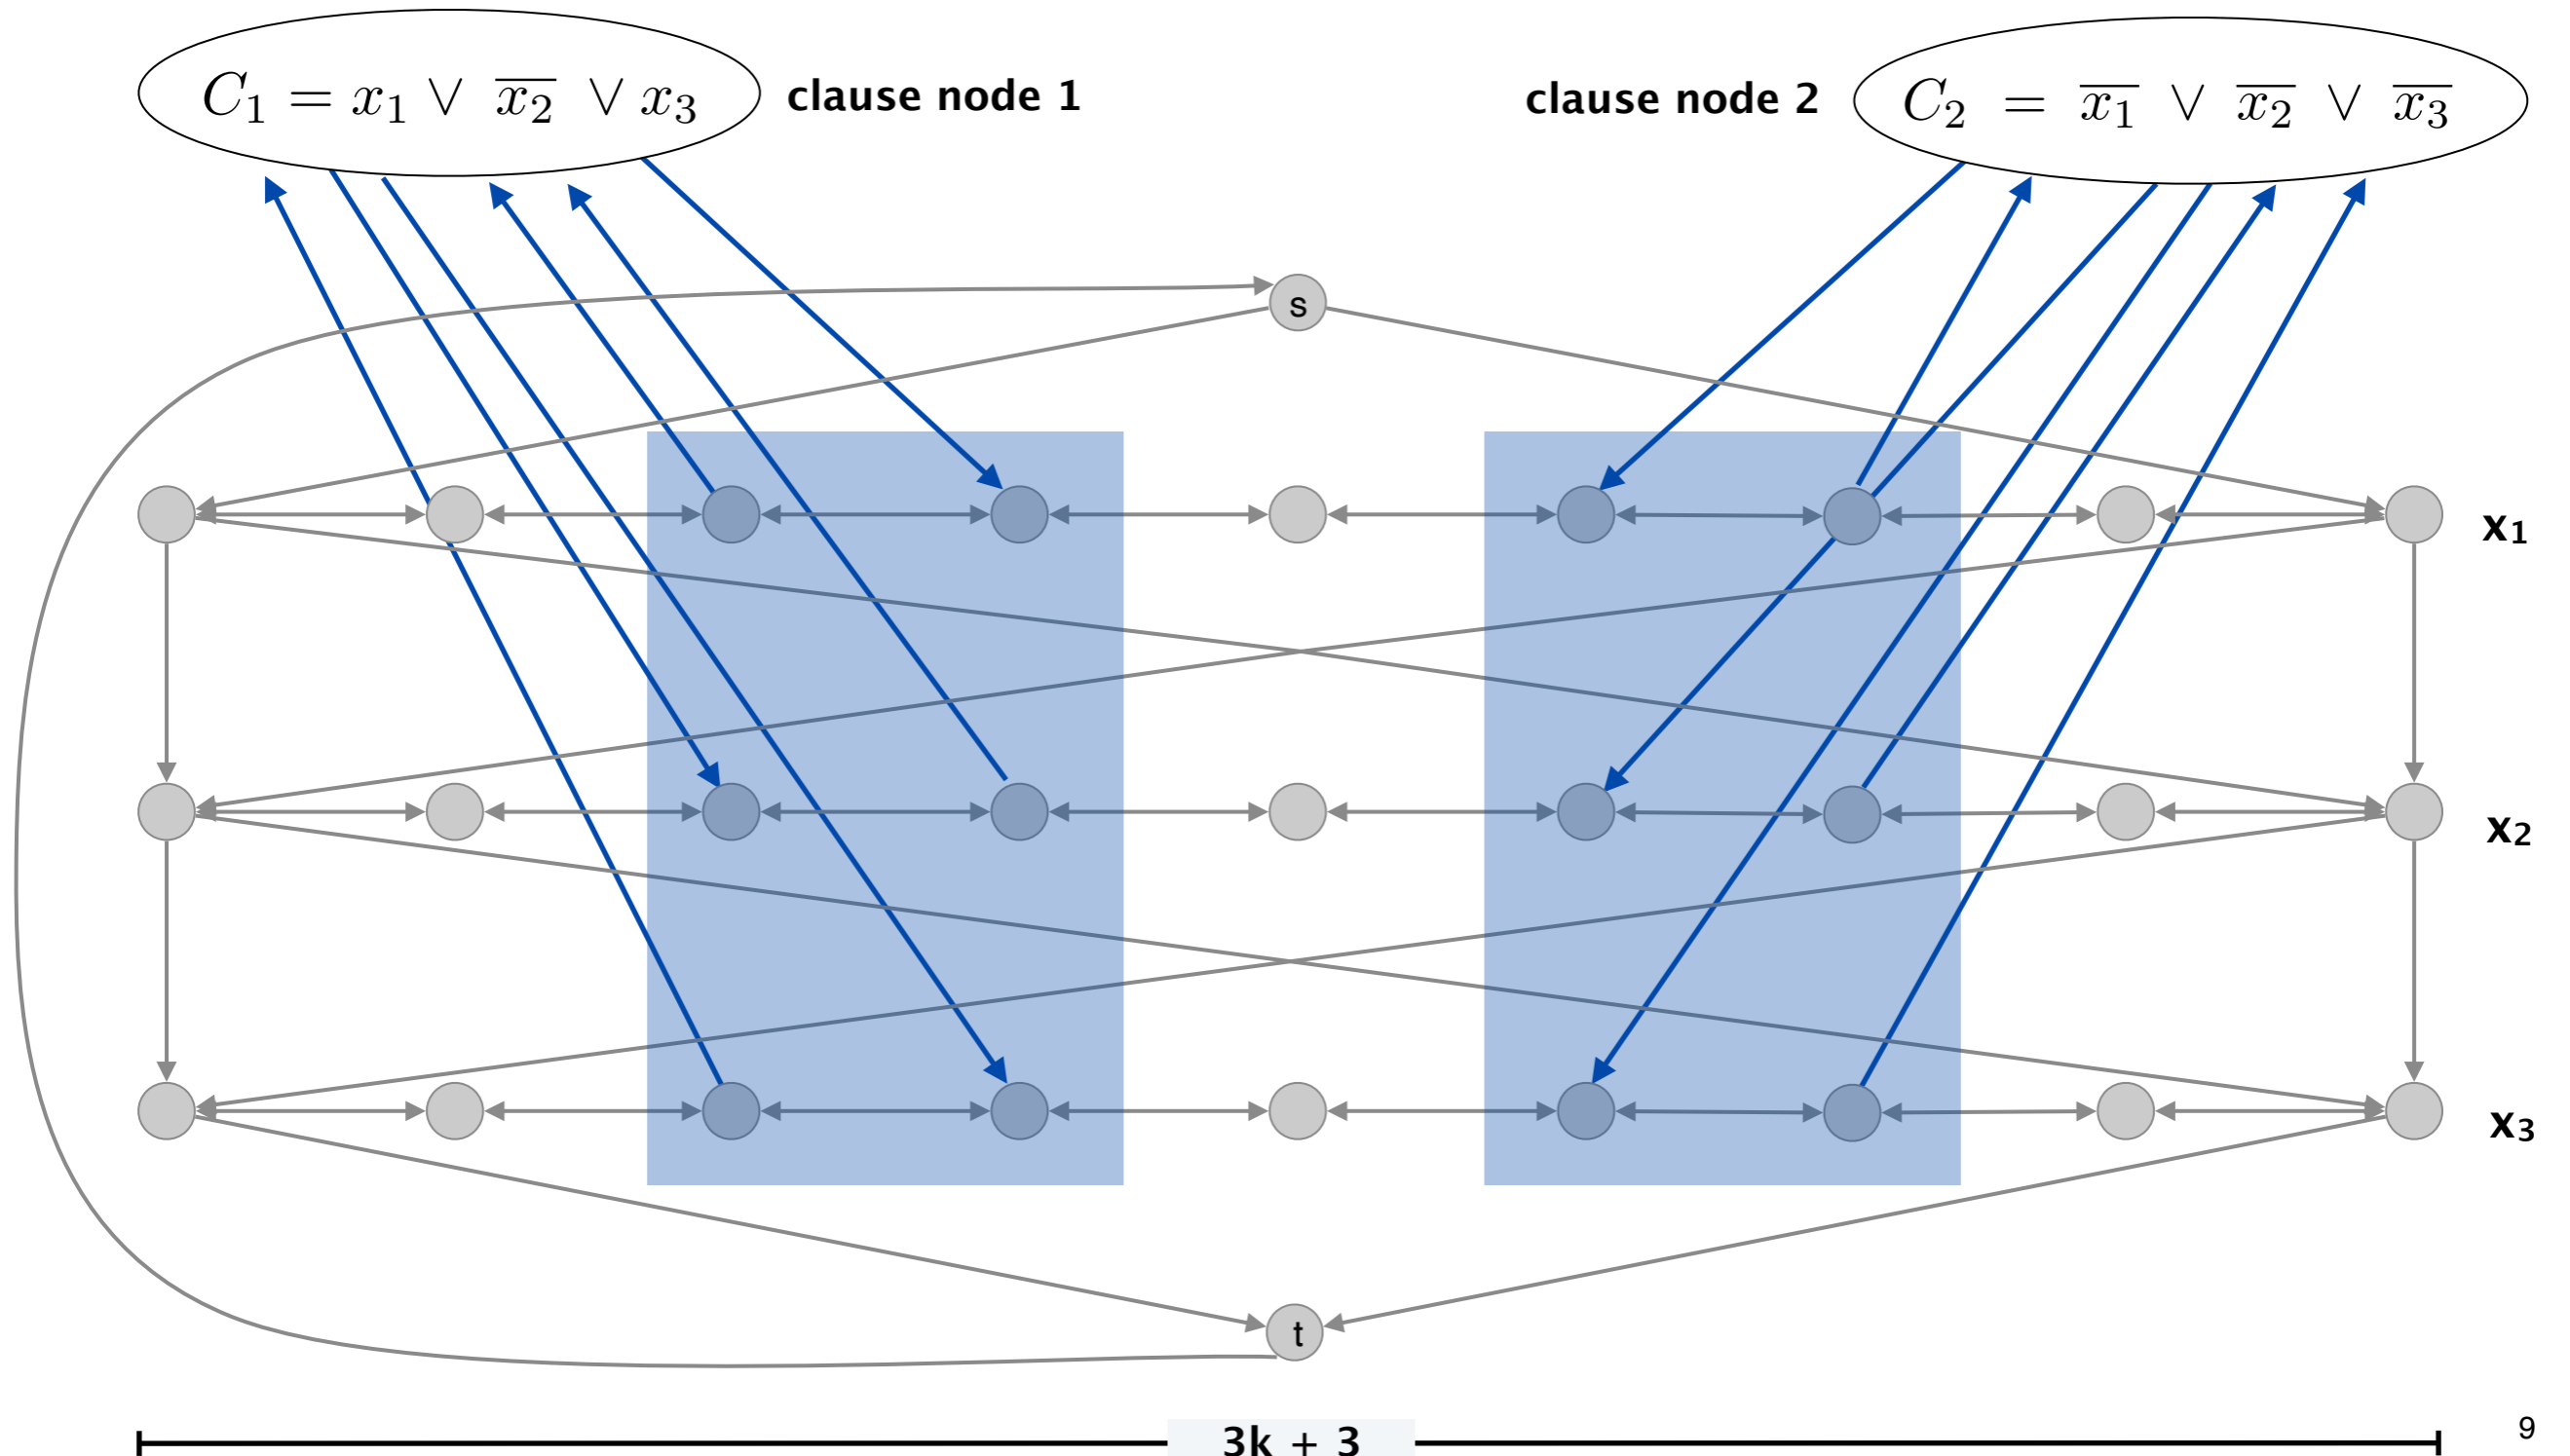 C₁ = x₁ ∨ x̅₂ ∨ x₃
clause node 1
clause node 2
C₂ = x̅₁ ∨ x̅₂ ∨ x̅₃
s
x₁
x₂
x₃
t
3k + 3
9